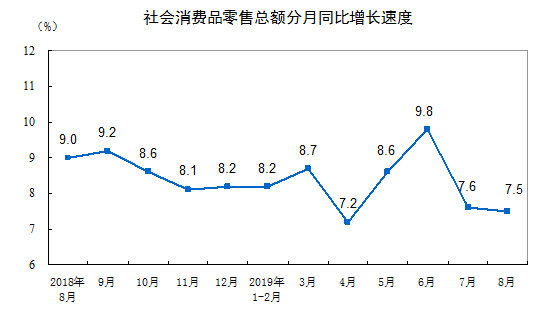 社会消费品零售总额分月同比增长速度
(%)
12
11
10
9
8
7
6
9.0
9.2
8.6
8.1
8.2
8.2
8.7
7.2
8.6
9.8
7.6
7.5
2018年
8月
9月
10月
11月
12月
2019年
1-2月
3月
4月
5月
6月
7月
8月